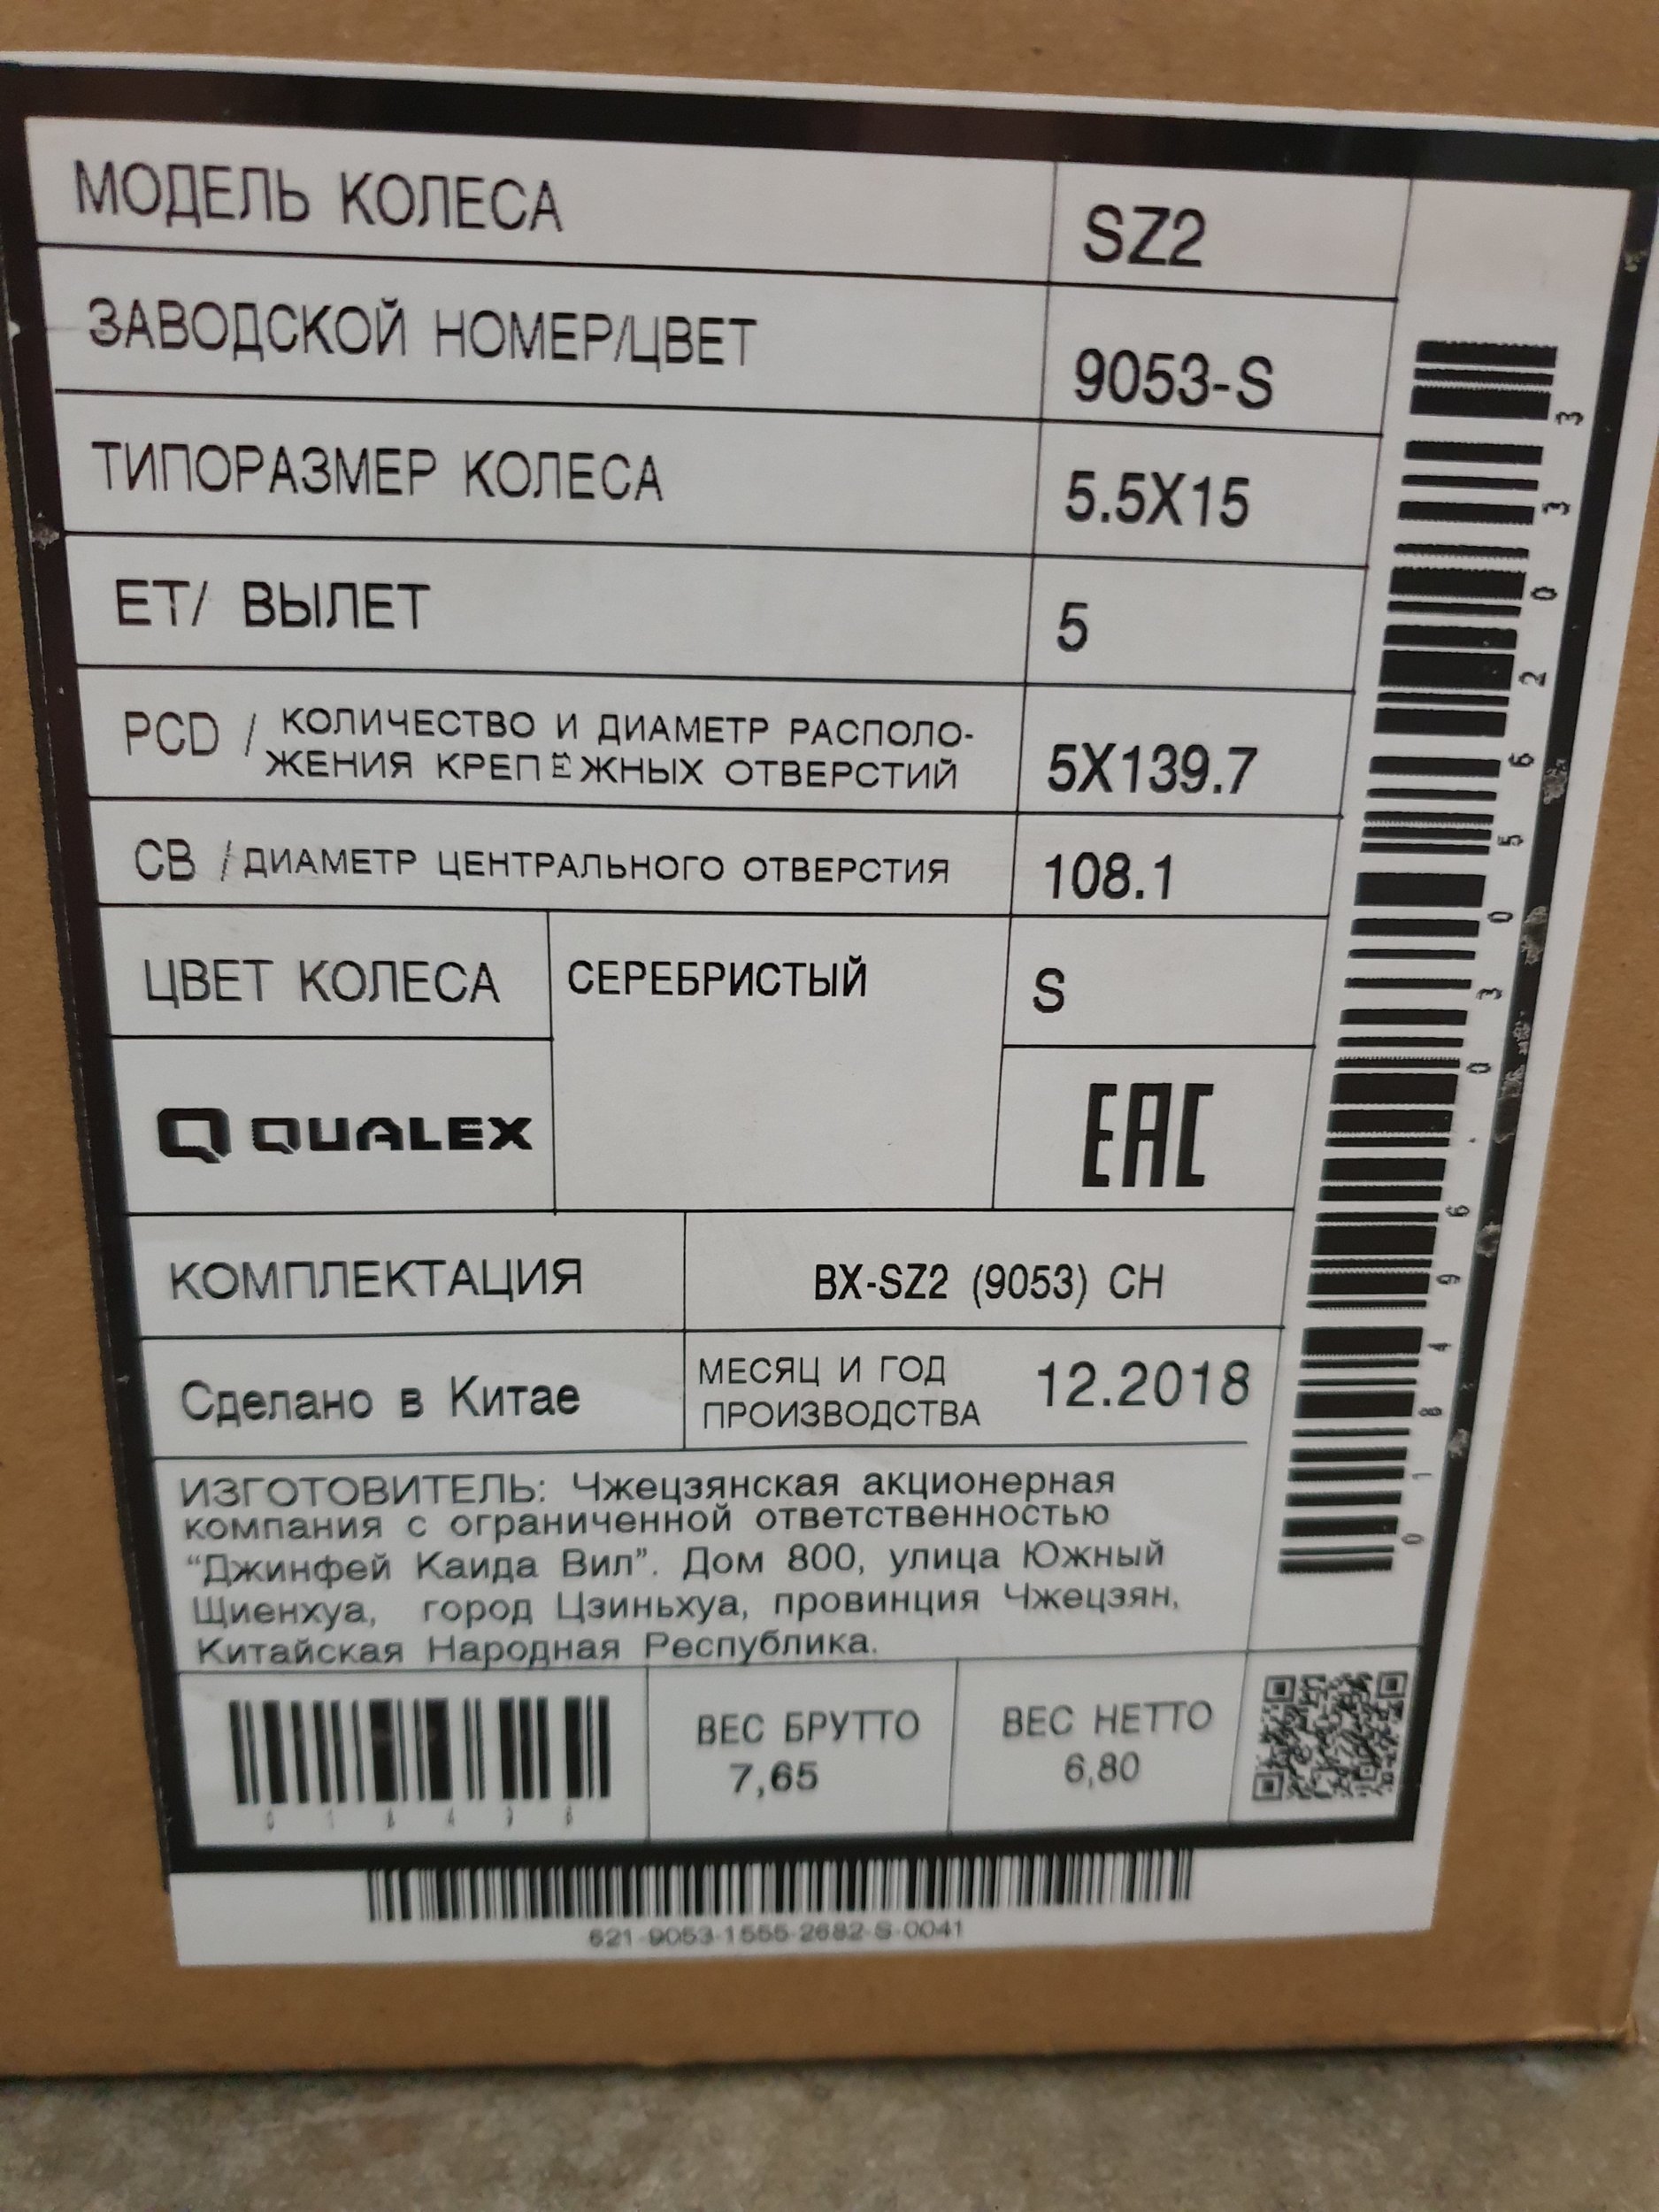 МОДЕЛЬ КОЛЕСА SZ2
ЗАВОДСКОЙ НОМЕР/ЦВЕТ 9053-S
ТИПОРАЗМЕР КОЛЕСА 5.5X15
ЕТ/ ВЫЛЕТ 5
PCD / КОЛИЧЕСТВО И ДИАМЕТР РАСПОЛО-
ЖЕНИЯ КРЕПЁЖНЫХ ОТВЕРСТИЙ 5X139.7
CB / ДИАМЕТР ЦЕНТРАЛЬНОГО ОТВЕРСТИЯ 108.1
ЦВЕТ КОЛЕСА СЕРЕБРИСТЫЙ S
QUALEX EAC
КОМПЛЕКТАЦИЯ BX-SZ2 (9053) CH
Сделано в Китае
МЕСЯЦ И ГОД
ПРОИЗВОДСТВА 12.2018
ИЗГОТОВИТЕЛЬ: Чжецзянская акционерная
компания с ограниченной ответственностью
“Джинфей Каида Вил”. Дом 800, улица Южный
Щиенхуа, город Цзиньхуа, провинция Чжецзян,
Китайская Народная Республика.
ВЕС БРУТТО
7,65
ВЕС НЕТТО
6,80
621-9053-1555-2682-S-0041
330265030694810